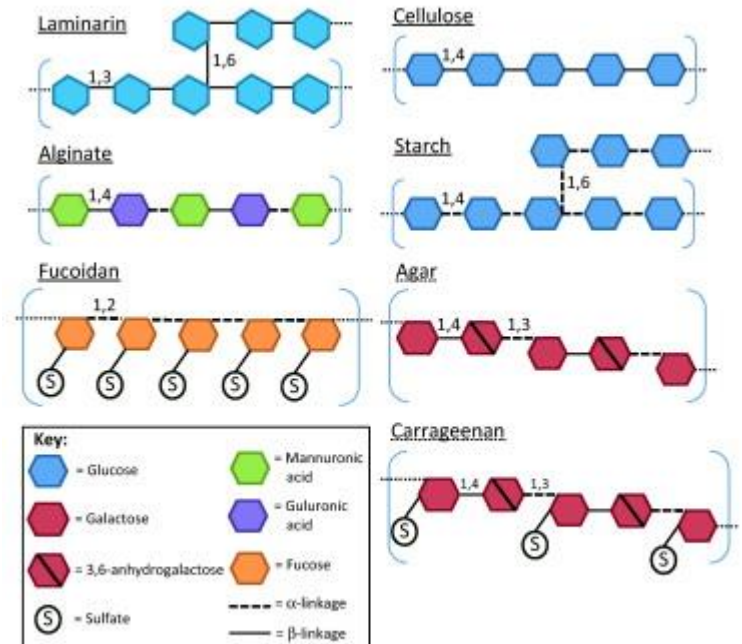 Laminarin
1,6
1,3
Alginate
1,4
Fucoidan
1,2
S S S S S
Key:
= Glucose
= Galactose
= 3,6-anhydrogalactose
S = Sulfate
= Mannuronic
acid
= Guluronic
acid
= Fucose
= α-linkage
= β-linkage
Cellulose
1,4
Starch
1,6
1,4
Agar
1,4 1,3
Carrageenan
1,4 1,3
S S S